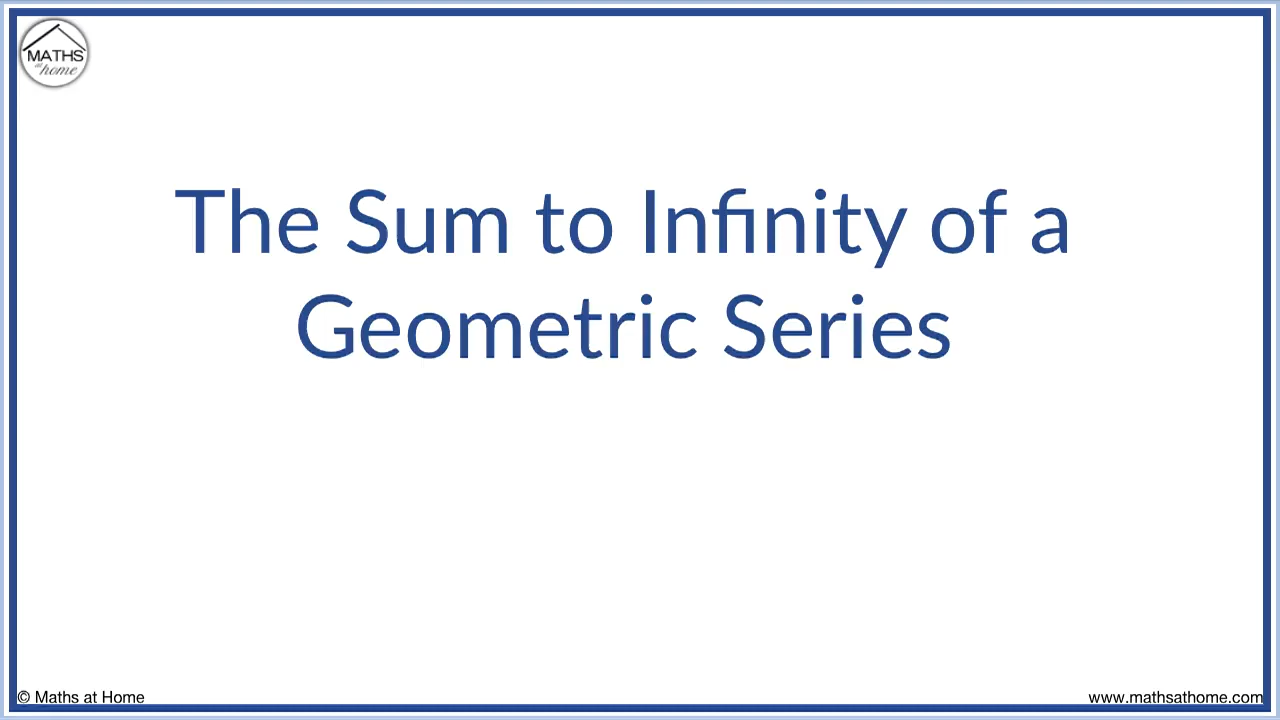 MATHS
at home
The Sum to Infinity of a
Geometric Series
© Maths at Home
www.mathsathome.com